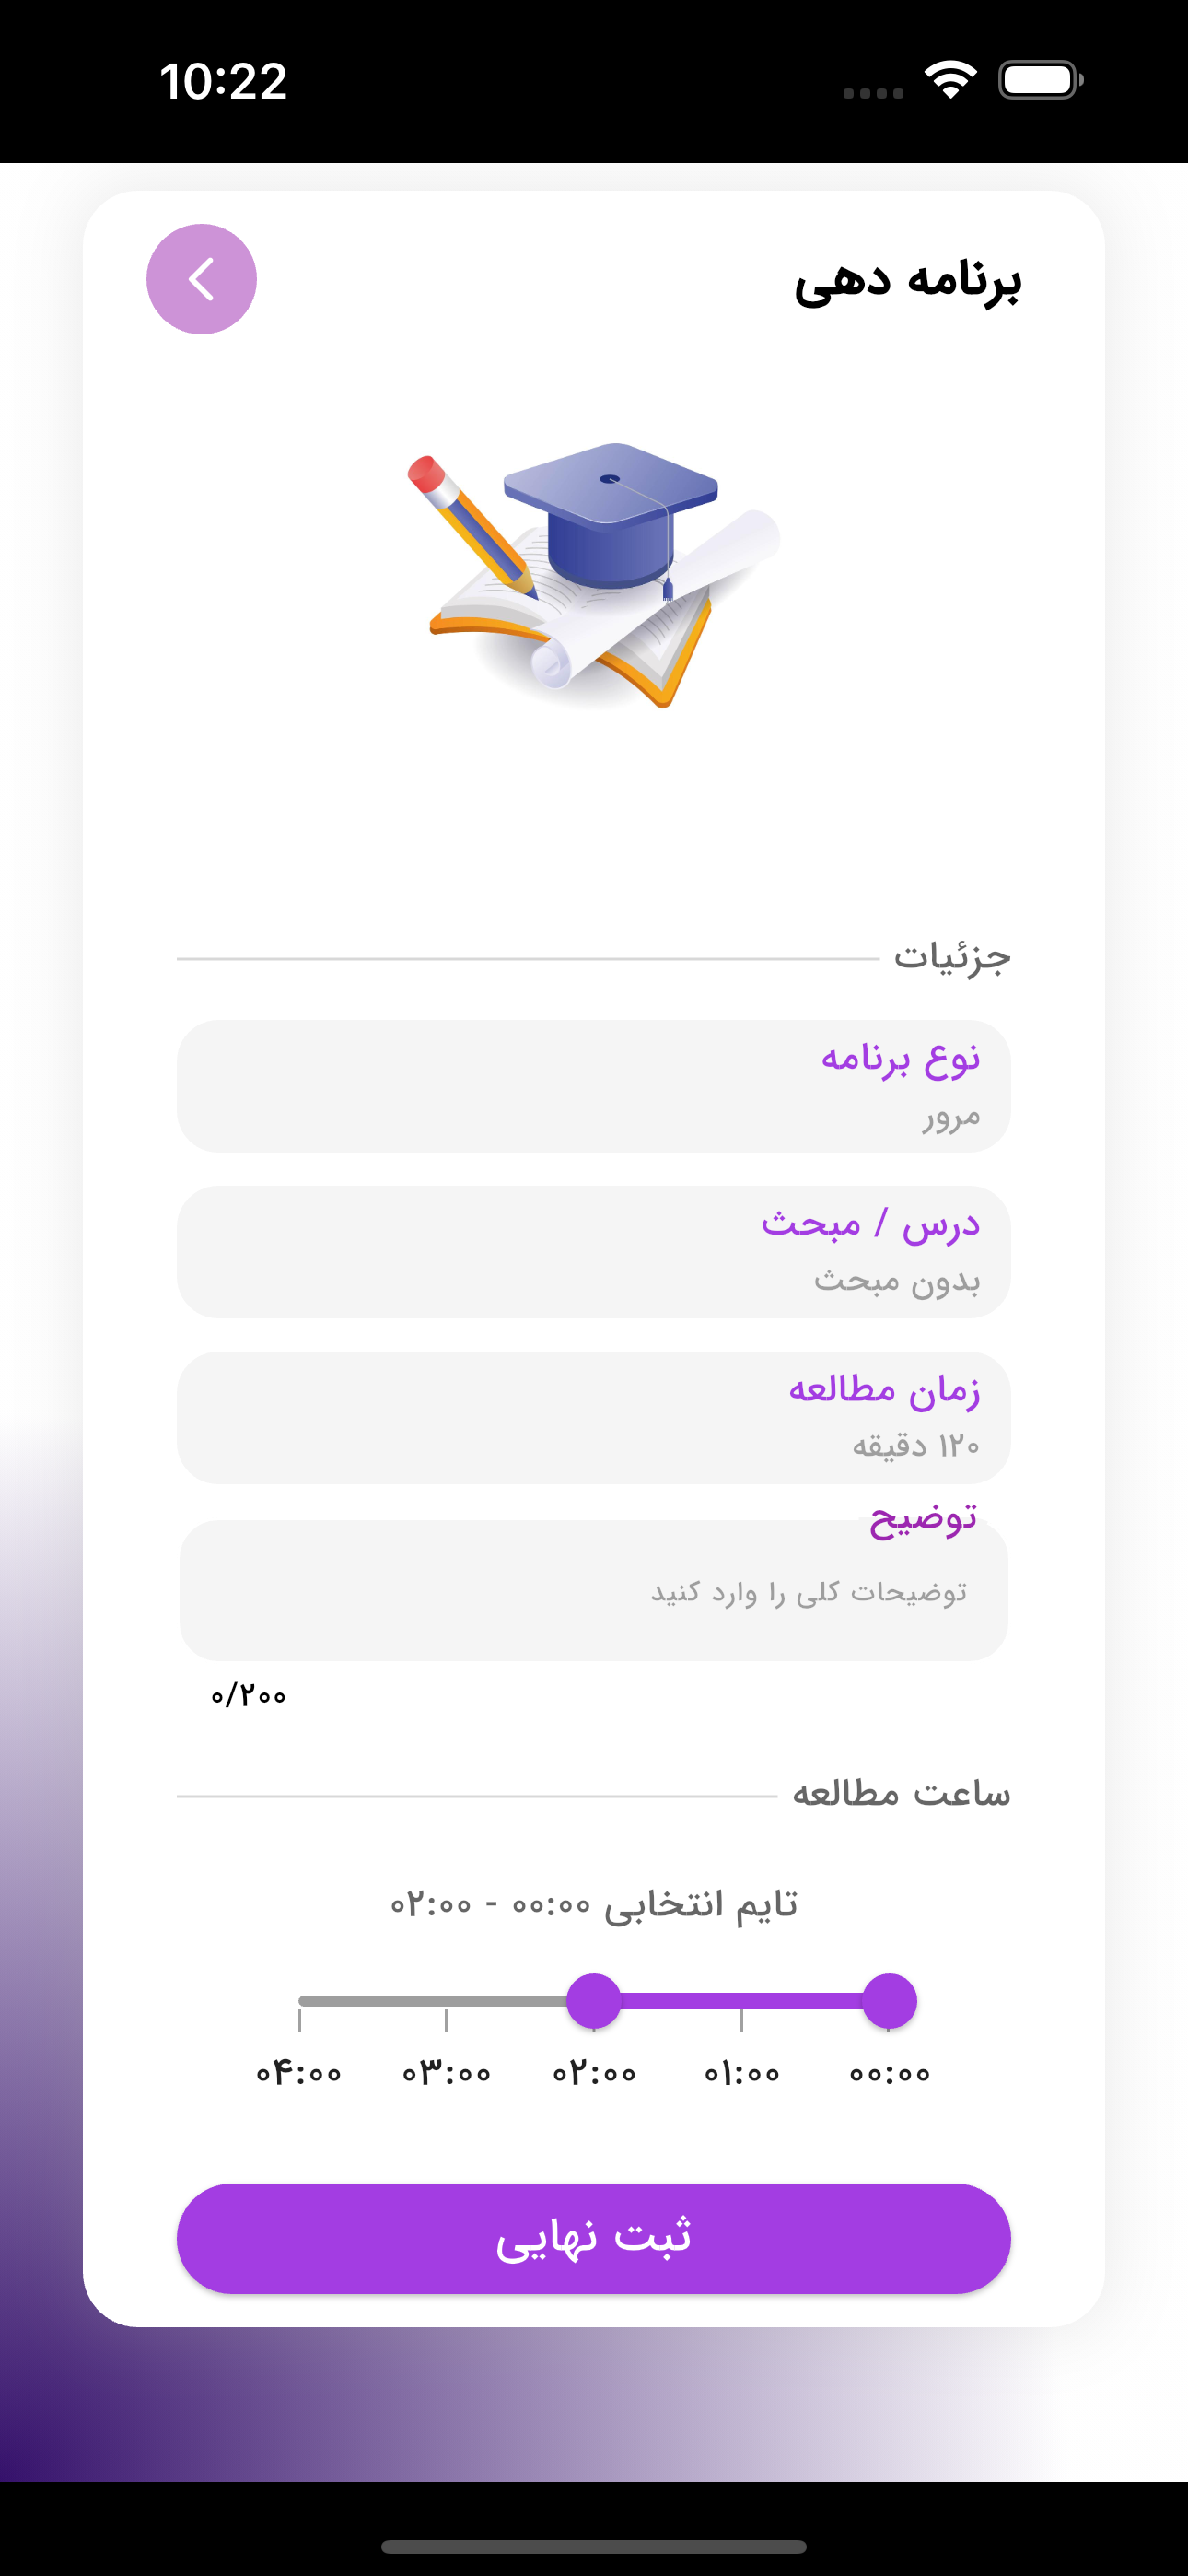 10:22
برنامه دهی
جزئیات
نوع برنامه
مرور
درس / مبحث
بدون مبحث
زمان مطالعه
۱۲۰ دقیقه
توضیح
توضیحات کلی را وارد کنید
۰/۲۰۰
ساعت مطالعه
تایم انتخابی ۰۰:۰۰ - ۰۲:۰۰
۰۰:۰۰ ۰۱:۰۰ ۰۲:۰۰ ۰۳:۰۰ ۰۴:۰۰
ثبت نهایی